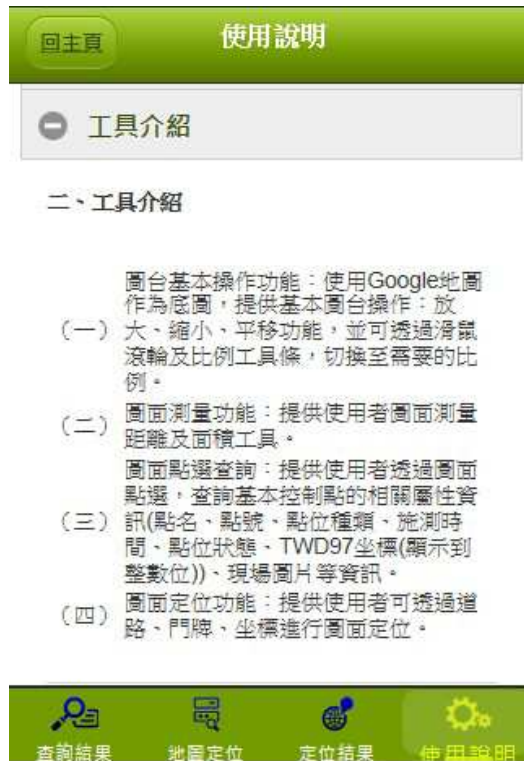 回主頁
使用說明
工具介紹
二、工具介紹
圖台基本操作功能：使用Google地圖
作為底圖，提供基本圖台操作：放
（一） 大、縮小、平移功能，並可透過滑鼠
滾輪及比例工具條，切換至需要的比
例。
（二） 圖面測量功能：提供使用者圖面測量
距離及面積工具。
圖面點選查詢：提供使用者透過圖面
點選，查詢基本控制點的相關屬性資
（三） 訊(點名、點號、點位種類、施測時
間、點位狀態、TWD97坐標(顯示到
整數位))、現場圖片等資訊。
（四） 圖面定位功能：提供使用者可透過道
路、門牌、坐標進行圖面定位。
查詢結果 地圖定位 定位結果 使用說明